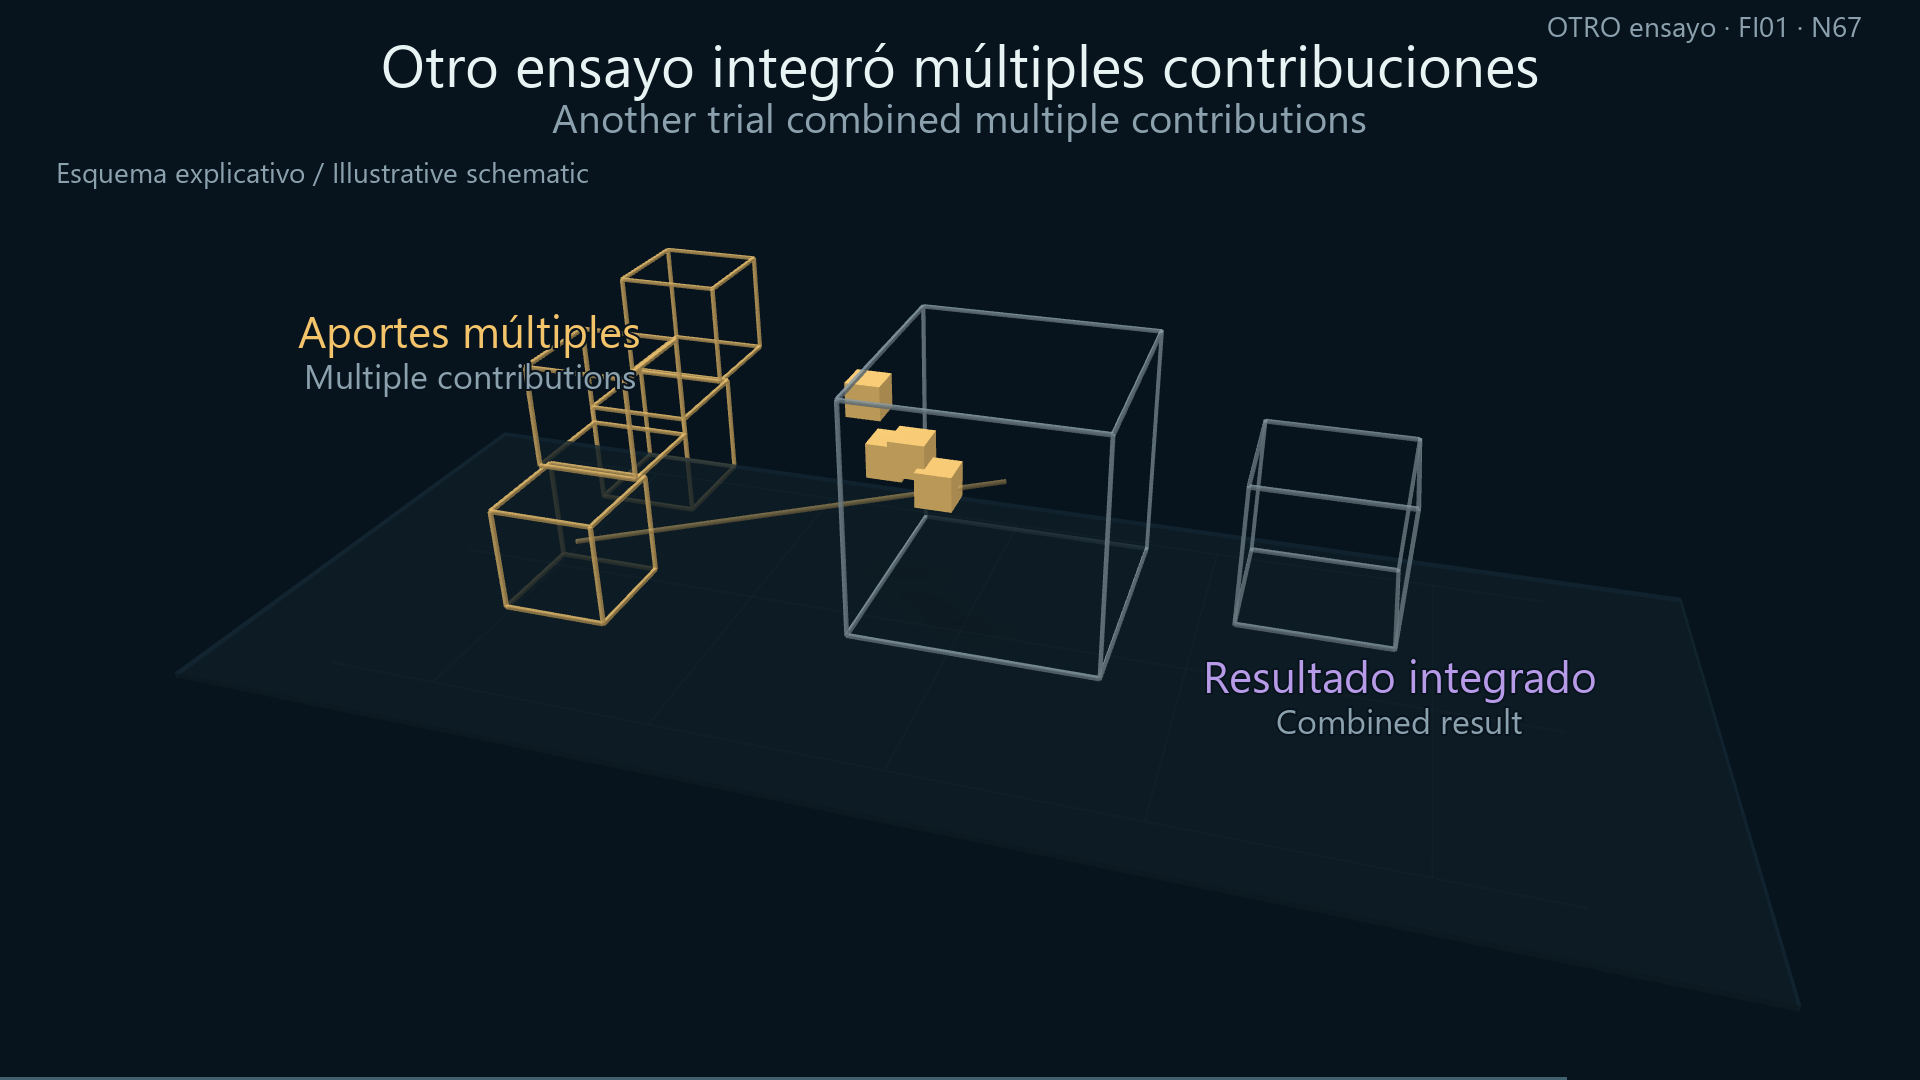 OTRO ensayo · FI01 · N67
Otro ensayo integró múltiples contribuciones
Another trial combined multiple contributions
Esquema explicativo / Illustrative schematic
Aportes múltiples
Multiple contributions
Resultado integrado
Combined result